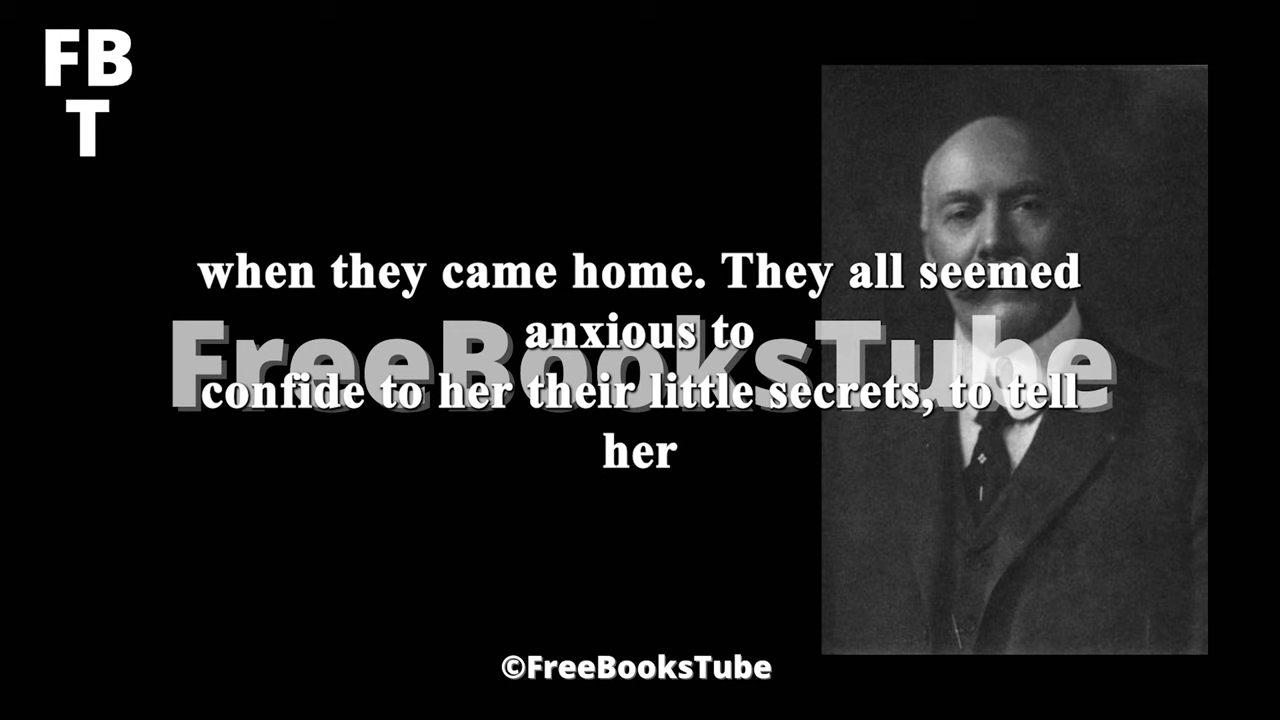 FB
T
when they came home. They all seemed
anxious to
FreeBooksTube
confide to her their little secrets, to tell
her
©FreeBooksTube